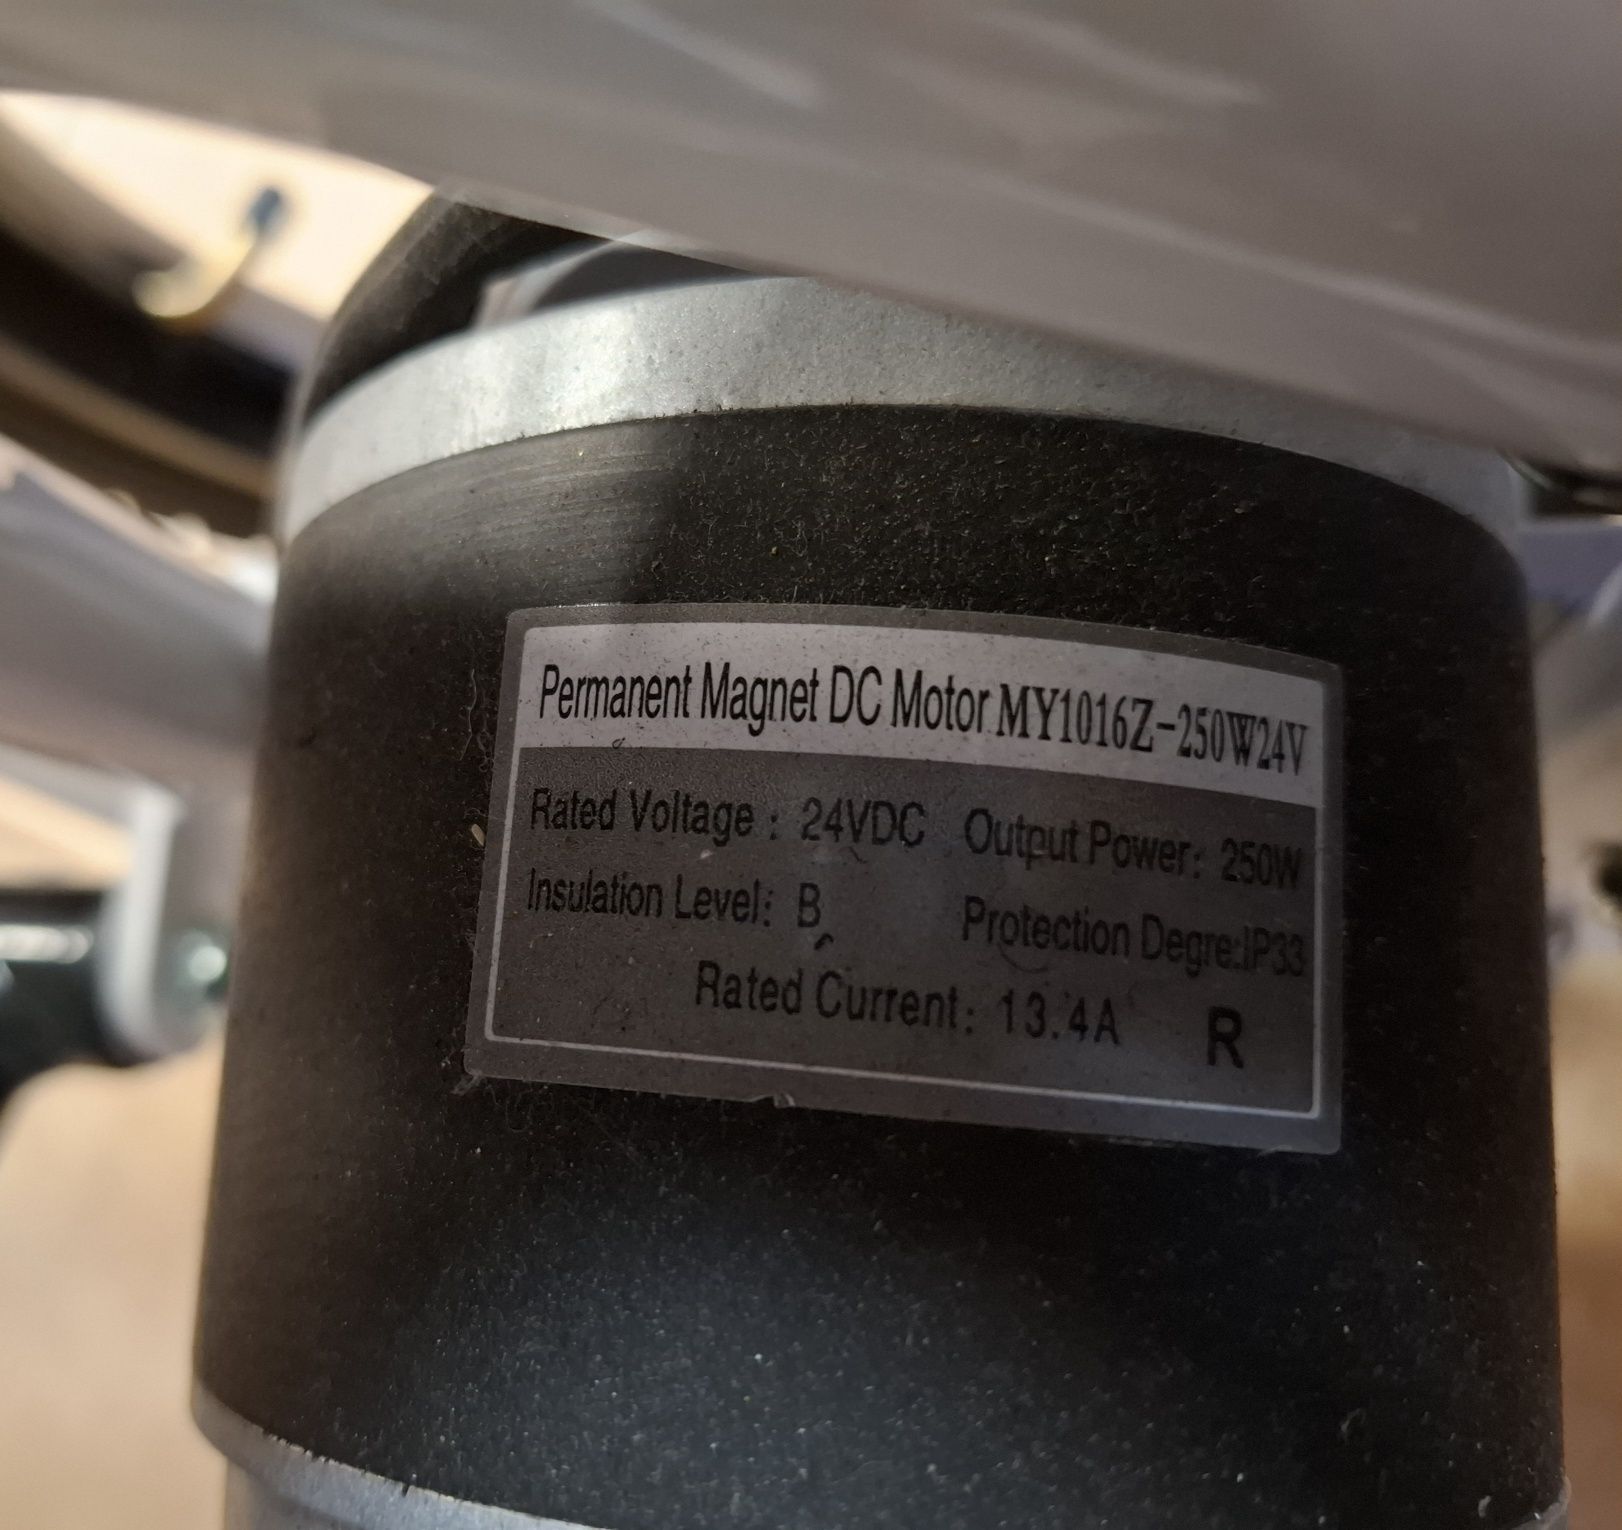 Permanent Magnet DC Motor MY1016Z-250W24V
Rated Voltage : 24VDC Output Power: 250W
Insulation Level: B Protection Degre:IP33
Rated Current: 13.4A R